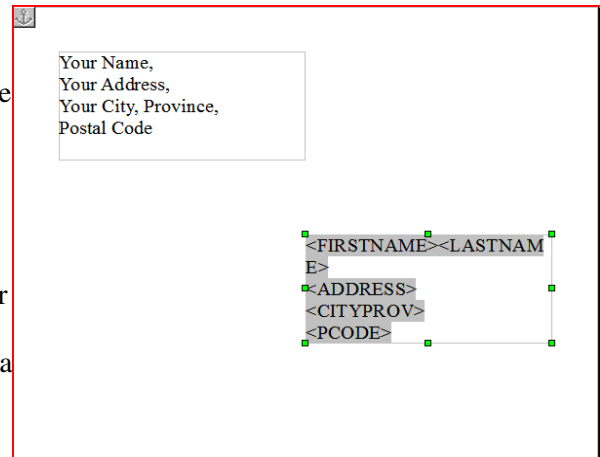 e
Your Name,
Your Address,
Your City, Province,
Postal Code
<FIRSTNAME><LASTNAM
E>
r
<ADDRESS>
<CITYPROV>
<PCODE>
a